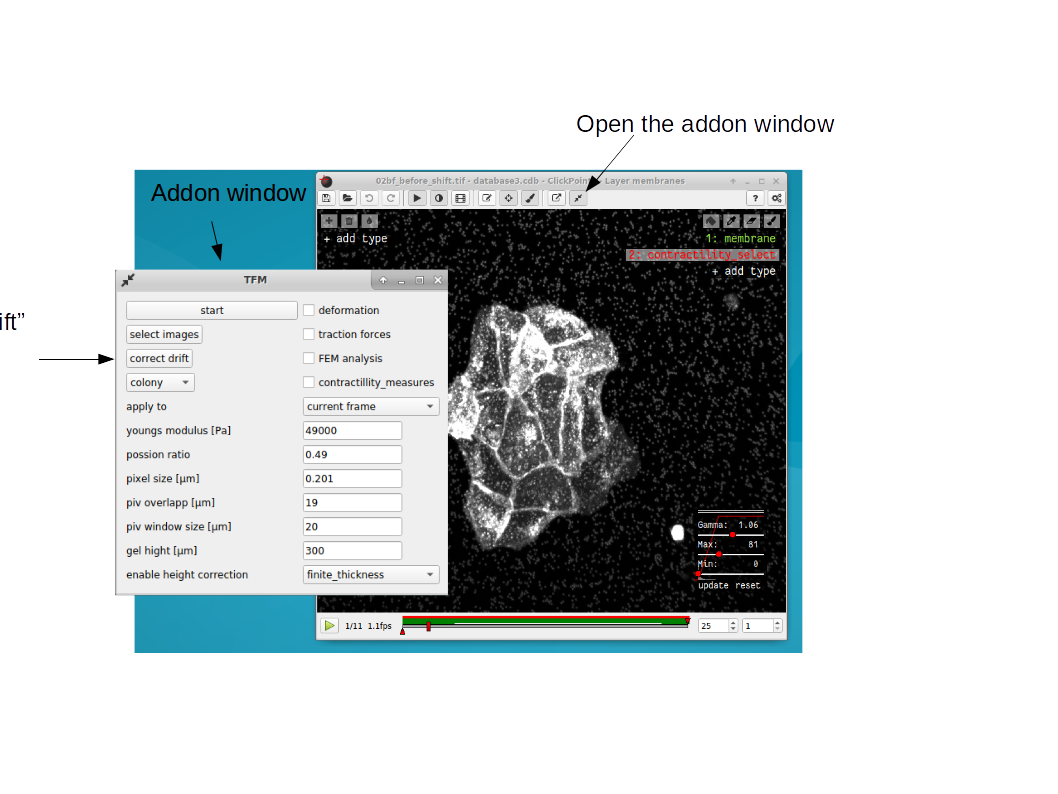 Open the addon window
Addon window
02bf_before_shift.tif - database3.cdb - ClickPoin Layer membranes
+ add type
1: membrane
2: contractility_select
+ add type
TFM
ift”
start
deformation
select images
traction forces
correct drift
FEM analysis
colony
contractillity_measures
apply to
current frame
youngs modulus [Pa]
49000
possion ratio
0.49
pixel size [µm]
0.201
piv overlapp [µm]
19
piv window size [µm]
20
gel hight [µm]
300
enable height correction
finite_thickness
Gamma: 1.06
Max: 81
Min: 0
update reset
1/11 1.1fps
25
1